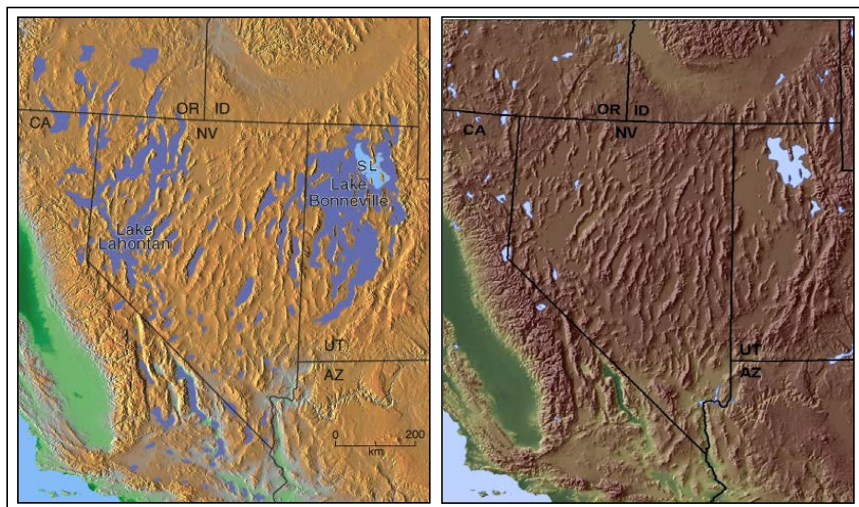 OR ID
CA
NV
SL
Lake
Bonneville
Lake
Lahontan
UT
AZ
0 200
km
OR ID
CA
NV
UT
AZ